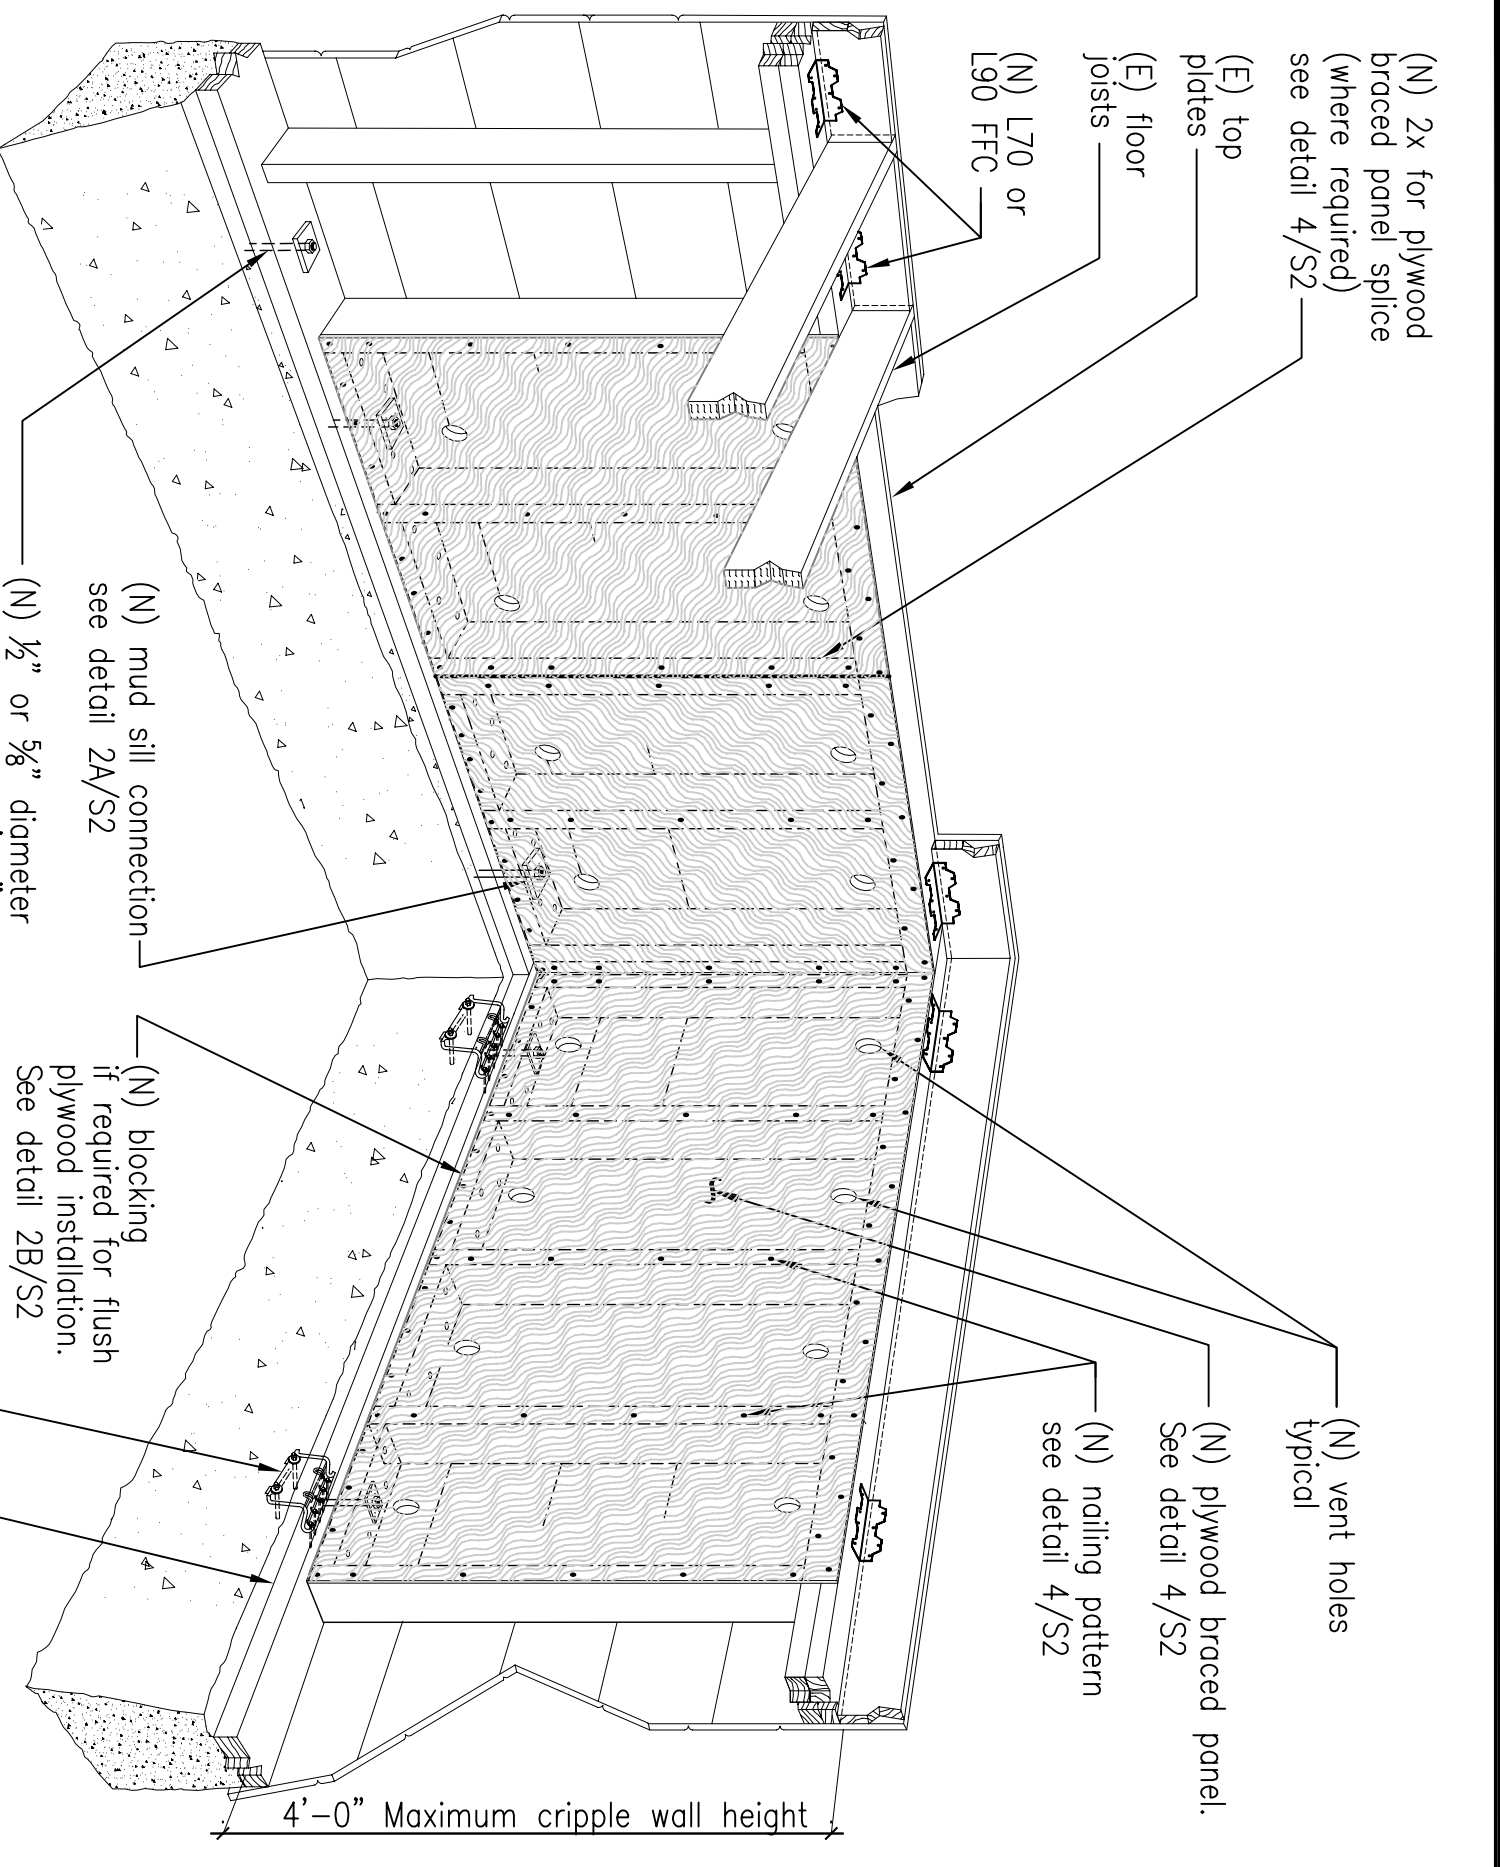 (N) 2x for plywood
braced panel splice
(where required)
see detail 4/S2
(E) top
plates
(E) floor
joists
(N) L70 or
L90 FFC
(N) vent holes
typical
(N) plywood braced panel.
See detail 4/S2
(N) nailing pattern
see detail 4/S2
(N) mud sill connection
see detail 2A/S2
(N) ½" or ⅝" diameter
(N) blocking
if required for flush
plywood installation.
See detail 2B/S2
4'-0" Maximum cripple wall height